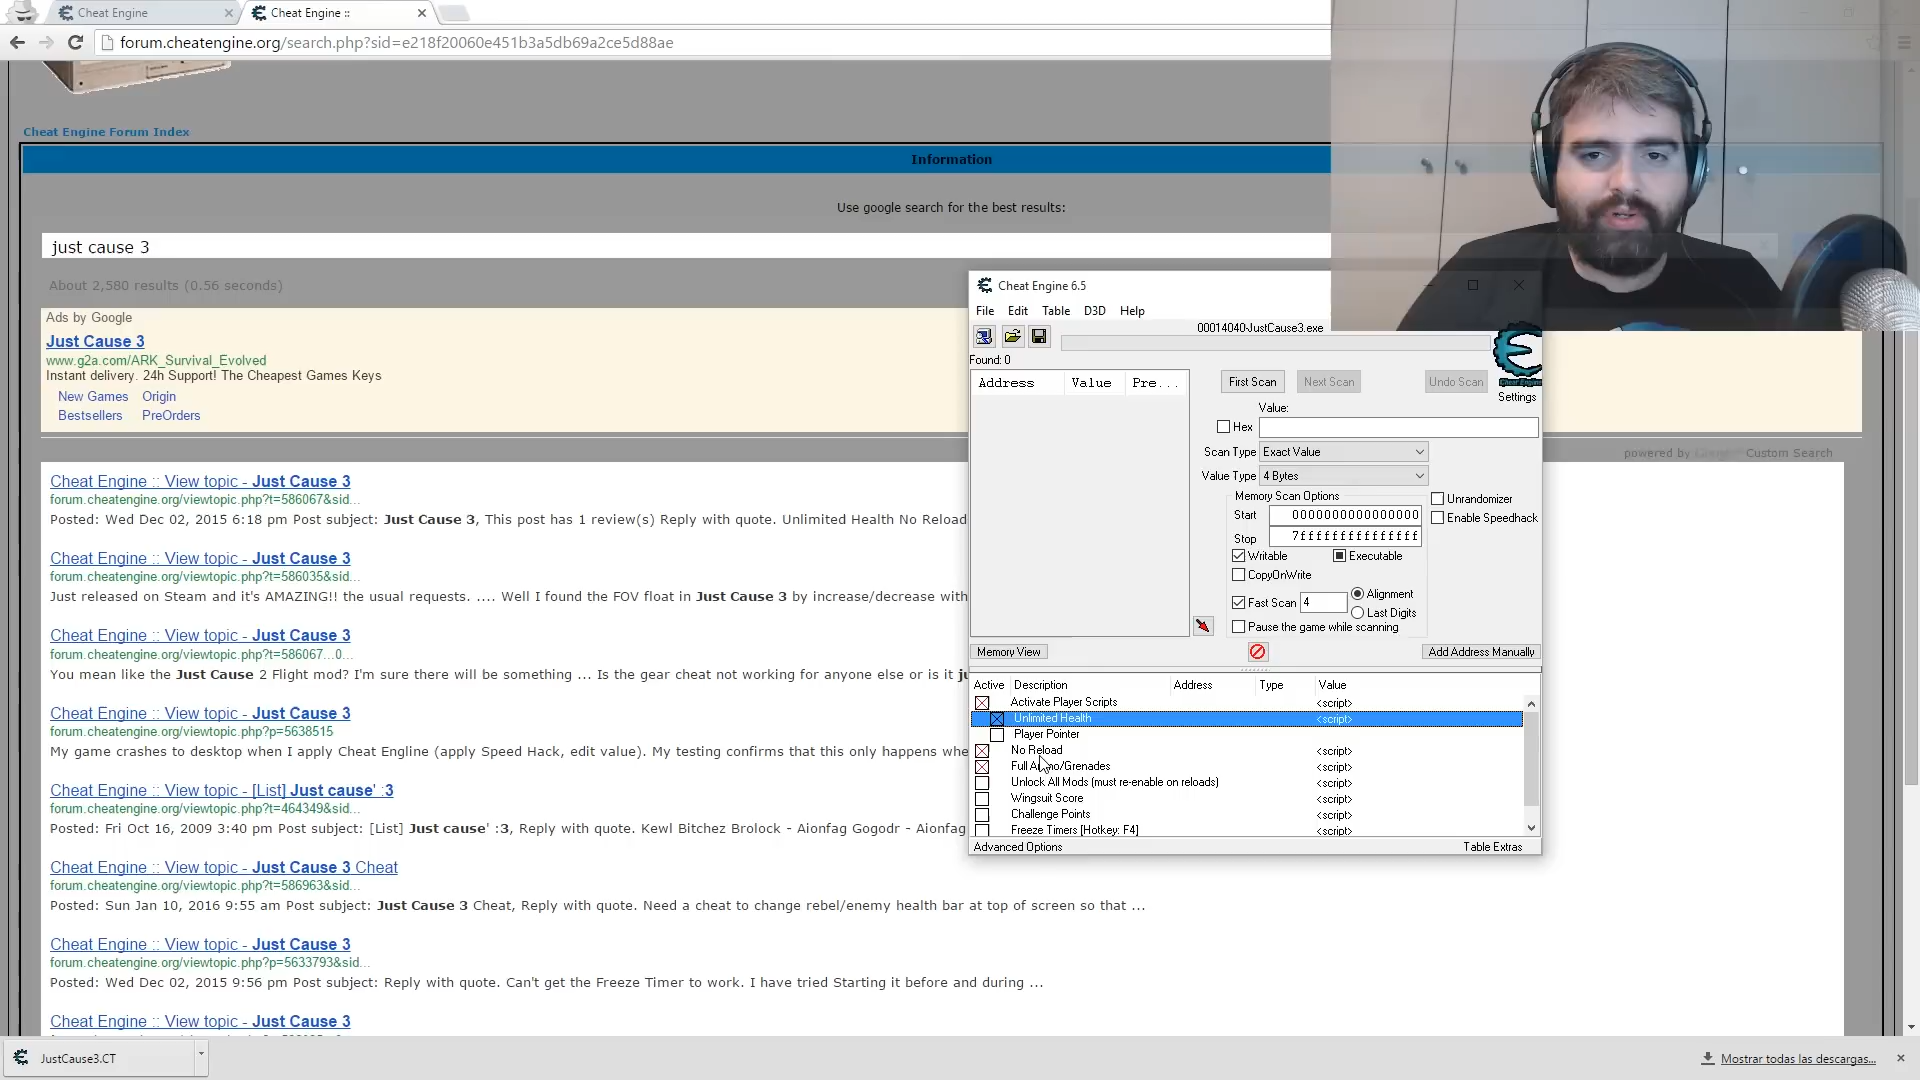 Cheat Engine
Cheat Engine ::
forum.cheatengine.org/search.php?sid=e218f20060e451b3a5db69a2ce5d88ae
Cheat Engine Forum Index
Information
Use google search for the best results:
just cause 3
About 2,580 results (0.56 seconds)
Ads by Google
Just Cause 3
www.g2a.com/ARK_Survival_Evolved
Instant delivery. 24h Support! The Cheapest Games Keys
New Games Origin
Bestsellers PreOrders
powered by Custom Search
Cheat Engine :: View topic - Just Cause 3
forum.cheatengine.org/viewtopic.php?t=586067&sid...
Posted: Wed Dec 02, 2015 6:18 pm Post subject: Just Cause 3, This post has 1 review(s) Reply with quote. Unlimited Health No Reload
Cheat Engine :: View topic - Just Cause 3
forum.cheatengine.org/viewtopic.php?t=586035&sid...
Just released on Steam and it's AMAZING!! the usual requests. .... Well I found the FOV float in Just Cause 3 by increase/decrease with
Cheat Engine :: View topic - Just Cause 3
forum.cheatengine.org/viewtopic.php?t=586067...0...
You mean like the Just Cause 2 Flight mod? I'm sure there will be something ... Is the gear cheat not working for anyone else or is it
Cheat Engine :: View topic - Just Cause 3
forum.cheatengine.org/viewtopic.php?p=5638515
My game crashes to desktop when I apply Cheat Engline (apply Speed Hack, edit value). My testing confirms that this only happens
Cheat Engine :: View topic - [List] Just cause' :3
forum.cheatengine.org/viewtopic.php?t=464349&sid...
Posted: Fri Oct 16, 2009 3:40 pm Post subject: [List] Just cause' :3, Reply with quote. Kewl Bitchez Brolock - Aionfag Gogodr - Aionfag
Cheat Engine :: View topic - Just Cause 3 Cheat
forum.cheatengine.org/viewtopic.php?t=586963&sid...
Posted: Sun Jan 10, 2016 9:55 am Post subject: Just Cause 3 Cheat, Reply with quote. Need a cheat to change rebel/enemy health bar at top of screen so that ...
Cheat Engine :: View topic - Just Cause 3
forum.cheatengine.org/viewtopic.php?p=5633793&sid...
Posted: Wed Dec 02, 2015 9:56 pm Post subject: Reply with quote. Can't get the Freeze Timer to work. I have tried Starting it before and during ...
Cheat Engine :: View topic - Just Cause 3
Cheat Engine 6.5
File Edit Table D3D Help
00014040-JustCause3.exe
Found: 0
Address Value Pre...
First Scan Next Scan Undo Scan
Cheat Engine
Settings
Value:
Hex
Scan Type Exact Value
Value Type 4 Bytes
Memory Scan Options
Start 0000000000000000
Stop 7fffffffffffffff
Writable Executable
CopyOnWrite
Fast Scan 4 Alignment
Last Digits
Pause the game while scanning
Unrandomizer
Enable Speedhack
Memory View Add Address Manually
Active Description Address Type Value
Activate Player Scripts <script>
Unlimited Health <script>
Player Pointer
No Reload <script>
Full Ammo/Grenades <script>
Unlock All Mods (must re-enable on reloads) <script>
Wingsuit Score <script>
Challenge Points <script>
Freeze Timers [Hotkey: F4] <script>
Advanced Options Table Extras
JustCause3.CT
Mostrar todas las descargas...